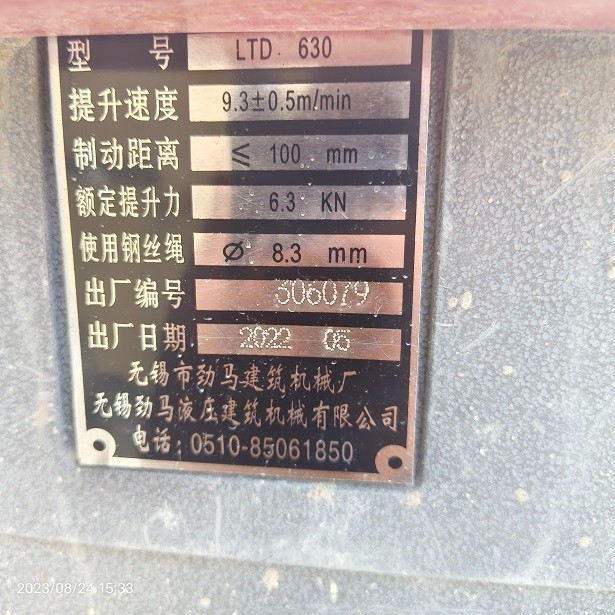 型 号 LTD 630
提升速度 9.3±0.5m/min
制动距离 ≤ 100 mm
额定提升力 6.3 KN
使用钢丝绳 Ø 8.3 mm
出厂编号 306079
出厂日期 2022 05
无锡市劲马建筑机械厂
无锡劲马液压建筑机械有限公司
电话：0510-85061850
2023/08/24 15:33